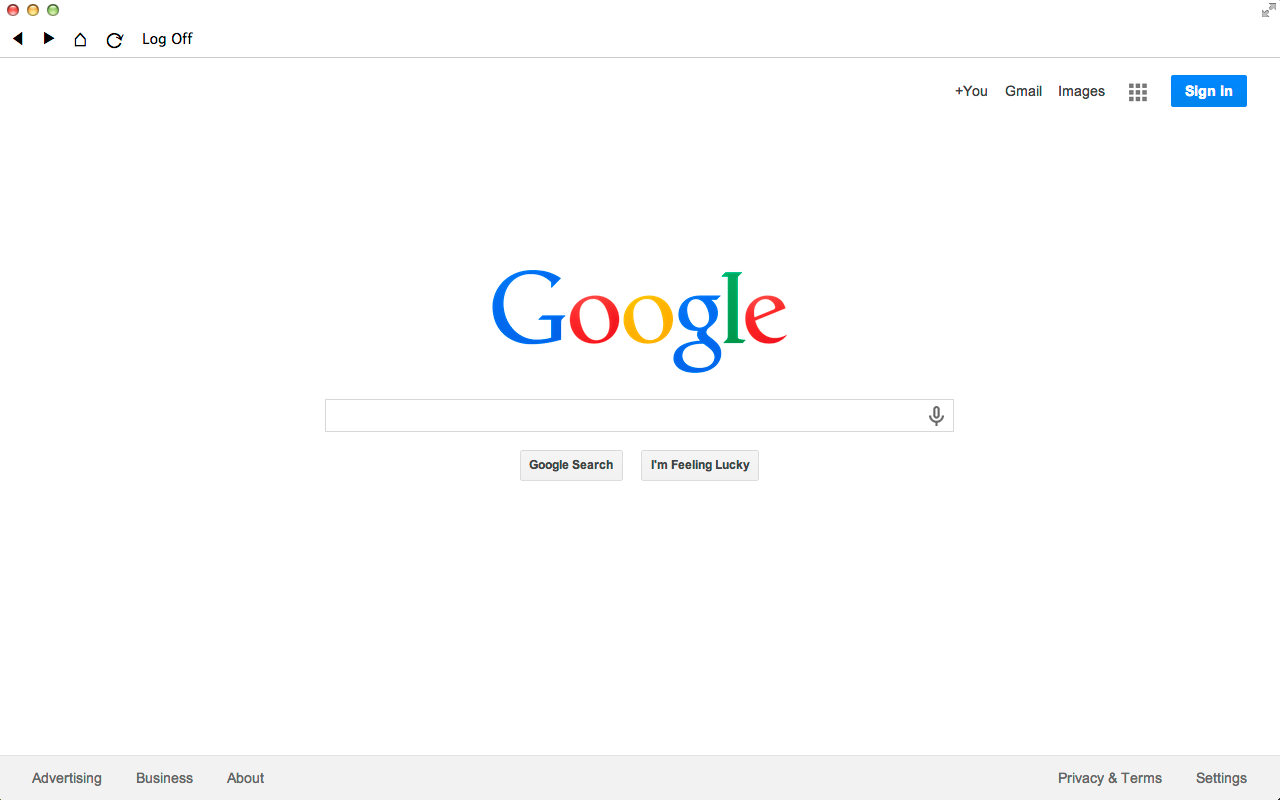 Log Off
+You Gmail Images Sign in
Google
Google Search I'm Feeling Lucky
Advertising Business About Privacy & Terms Settings